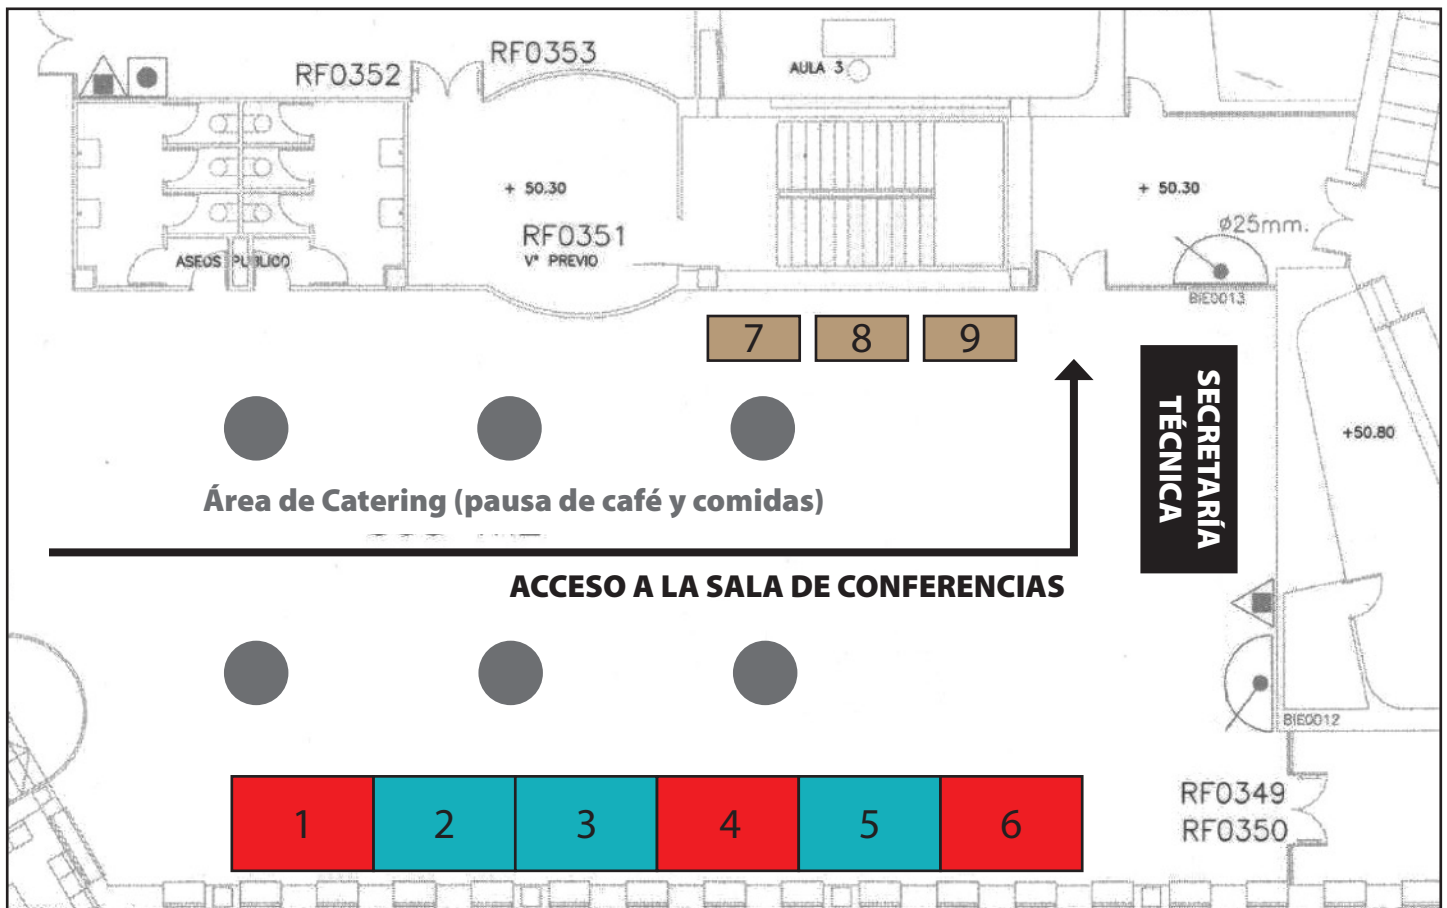 RF0353
RF0352
AULA 3
+ 50.30
+ 50.30
RF0351
ø25mm.
Vº PREVIO
ASEOS PUBLICO
BIE0013
7
8
9
SECRETARÍA
TÉCNICA
+50.80
Área de Catering (pausa de café y comidas)
ACCESO A LA SALA DE CONFERENCIAS
BIE0012
RF0349
RF0350
1
2
3
4
5
6